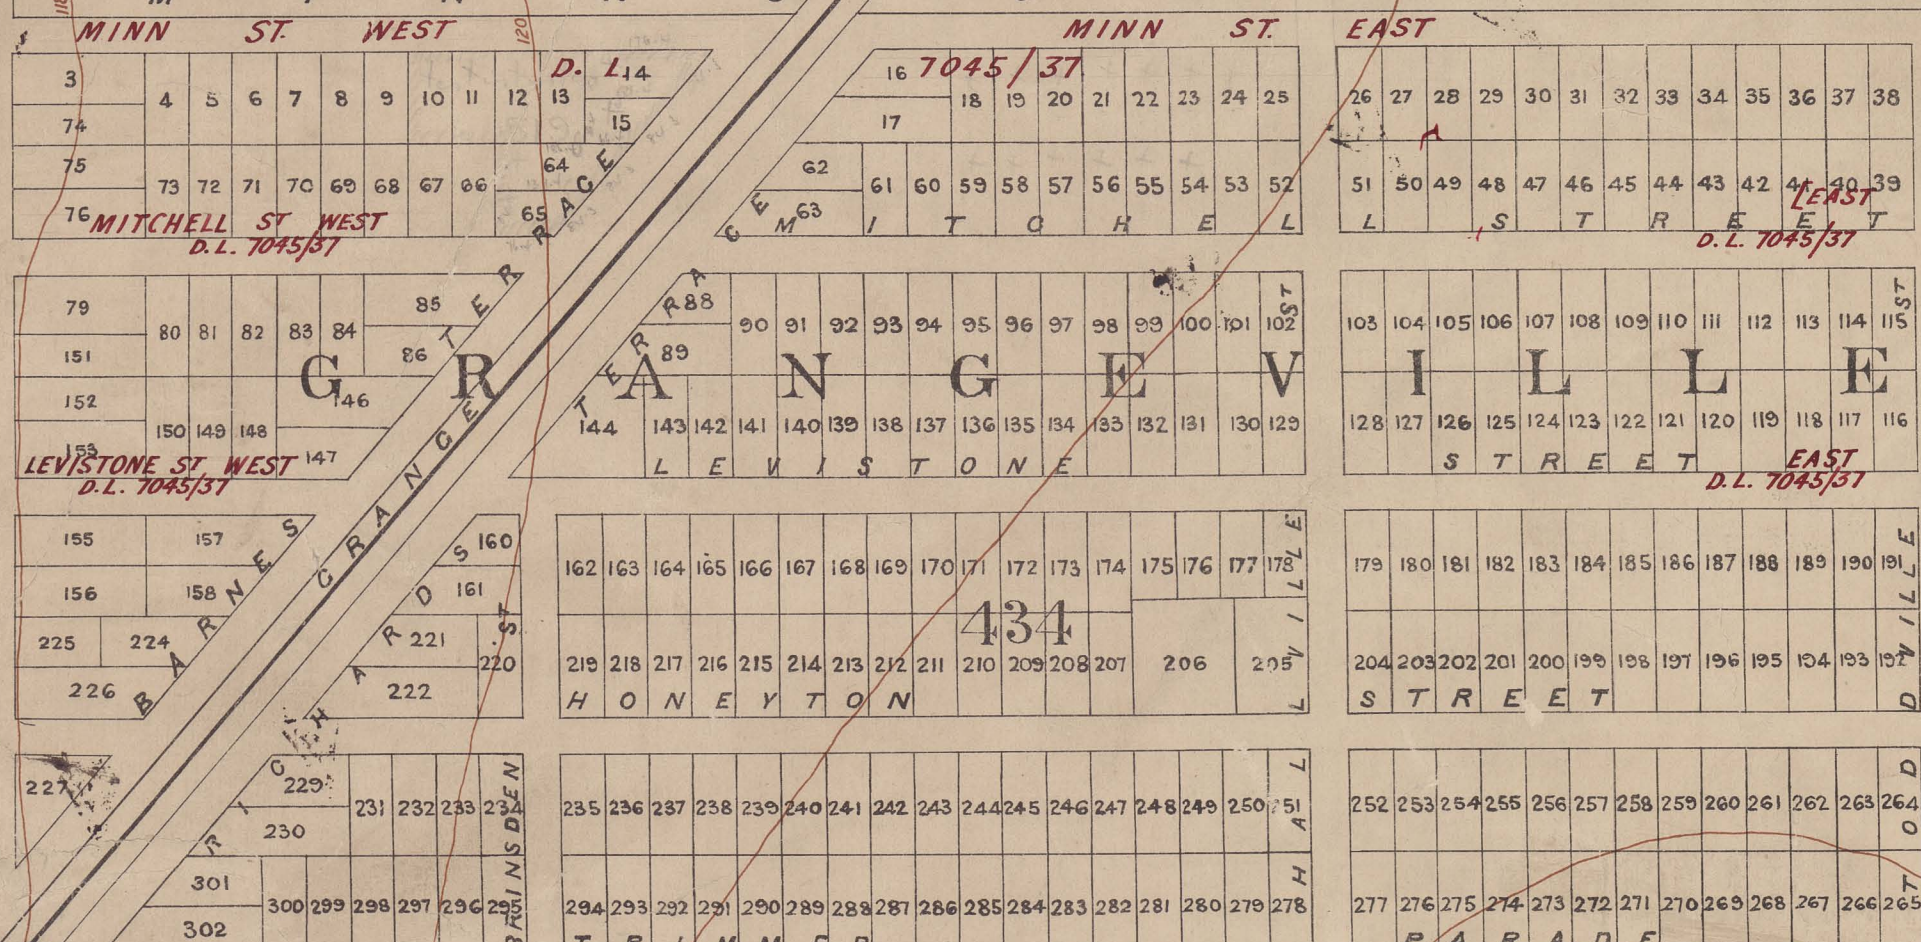 MINN ST. WEST
MINN ST. EAST
118
120
D. L.
7045/37
3 4 5 6 7 8 9 10 11 12 13 14
74 15
16 18 19 20 21 22 23 24 25
17
26 27 28 29 30 31 32 33 34 35 36 37 38
75 64
76 73 72 71 70 69 68 67 66 65
62
63 61 60 59 58 57 56 55 54 53 52
51 50 49 48 47 46 45 44 43 42 41 40 39
MITCHELL ST WEST
D.L. 7045/37
MITCHELL STREET
EAST
D.L. 7045/37
GRANGE TERRACE
79 80 81 82 83 84 85
151 86
88 90 91 92 93 94 95 96 97 98 99 100 101 102
89
ST
103 104 105 106 107 108 109 110 111 112 113 114 115
ST
GRANGEVILLE
152 146
153 150 149 148 147
144 143 142 141 140 139 138 137 136 135 134 133 132 131 130 129
128 127 126 125 124 123 122 121 120 119 118 117 116
LEVISTONE ST. WEST
D.L. 7045/37
LEVISTONE STREET
EAST
D.L. 7045/37
155 157
156 158
BARNES
RICHARDS
160
161
162 163 164 165 166 167 168 169 170 171 172 173 174 175 176 177 178
179 180 181 182 183 184 185 186 187 188 189 190 191
434
225 224
226
221 220
222
219 218 217 216 215 214 213 212 211 210 209 208 207 206 205
204 203 202 201 200 199 198 197 196 195 194 193 192
HONEYTON STREET
227
229
230 231 232 233 234
235 236 237 238 239 240 241 242 243 244 245 246 247 248 249 250 251
252 253 254 255 256 257 258 259 260 261 262 263 264
BRUINSDEN ST.
HALLVILLE
TODDVILLE
301
302 300 299 298 297 296 295
294 293 292 291 290 289 288 287 286 285 284 283 282 281 280 279 278
277 276 275 274 273 272 271 270 269 268 267 266 265
PARADE